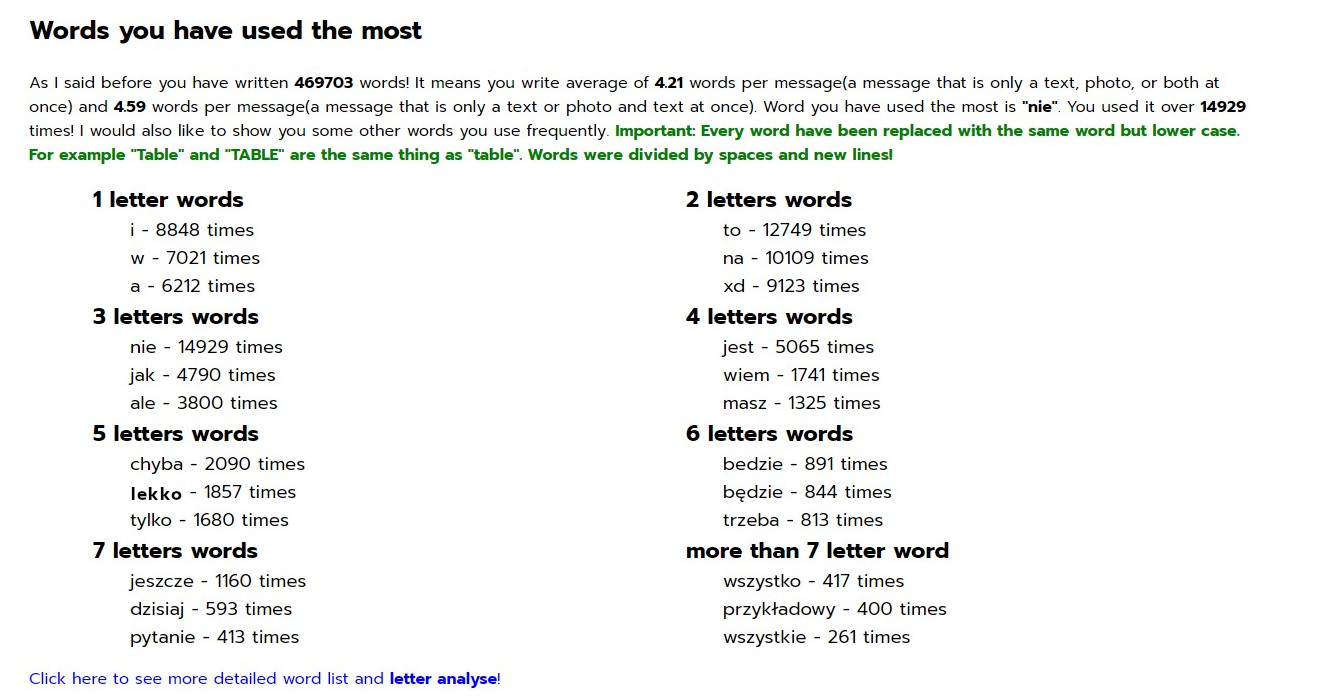 Words you have used the most
As I said before you have written 469703 words! It means you write average of 4.21 words per message(a message that is only a text, photo, or both at
once) and 4.59 words per message(a message that is only a text or photo and text at once). Word you have used the most is "nie". You used it over 14929
times! I would also like to show you some other words you use frequently. Important: Every word have been replaced with the same word but lower case.
For example "Table" and "TABLE" are the same thing as "table". Words were divided by spaces and new lines!
1 letter words
i - 8848 times
w - 7021 times
a - 6212 times
2 letters words
to - 12749 times
na - 10109 times
xd - 9123 times
3 letters words
nie - 14929 times
jak - 4790 times
ale - 3800 times
4 letters words
jest - 5065 times
wiem - 1741 times
masz - 1325 times
5 letters words
chyba - 2090 times
lekko - 1857 times
tylko - 1680 times
6 letters words
bedzie - 891 times
będzie - 844 times
trzeba - 813 times
7 letters words
jeszcze - 1160 times
dzisiaj - 593 times
pytanie - 413 times
more than 7 letter word
wszystko - 417 times
przykładowy - 400 times
wszystkie - 261 times
Click here to see more detailed word list and letter analyse!